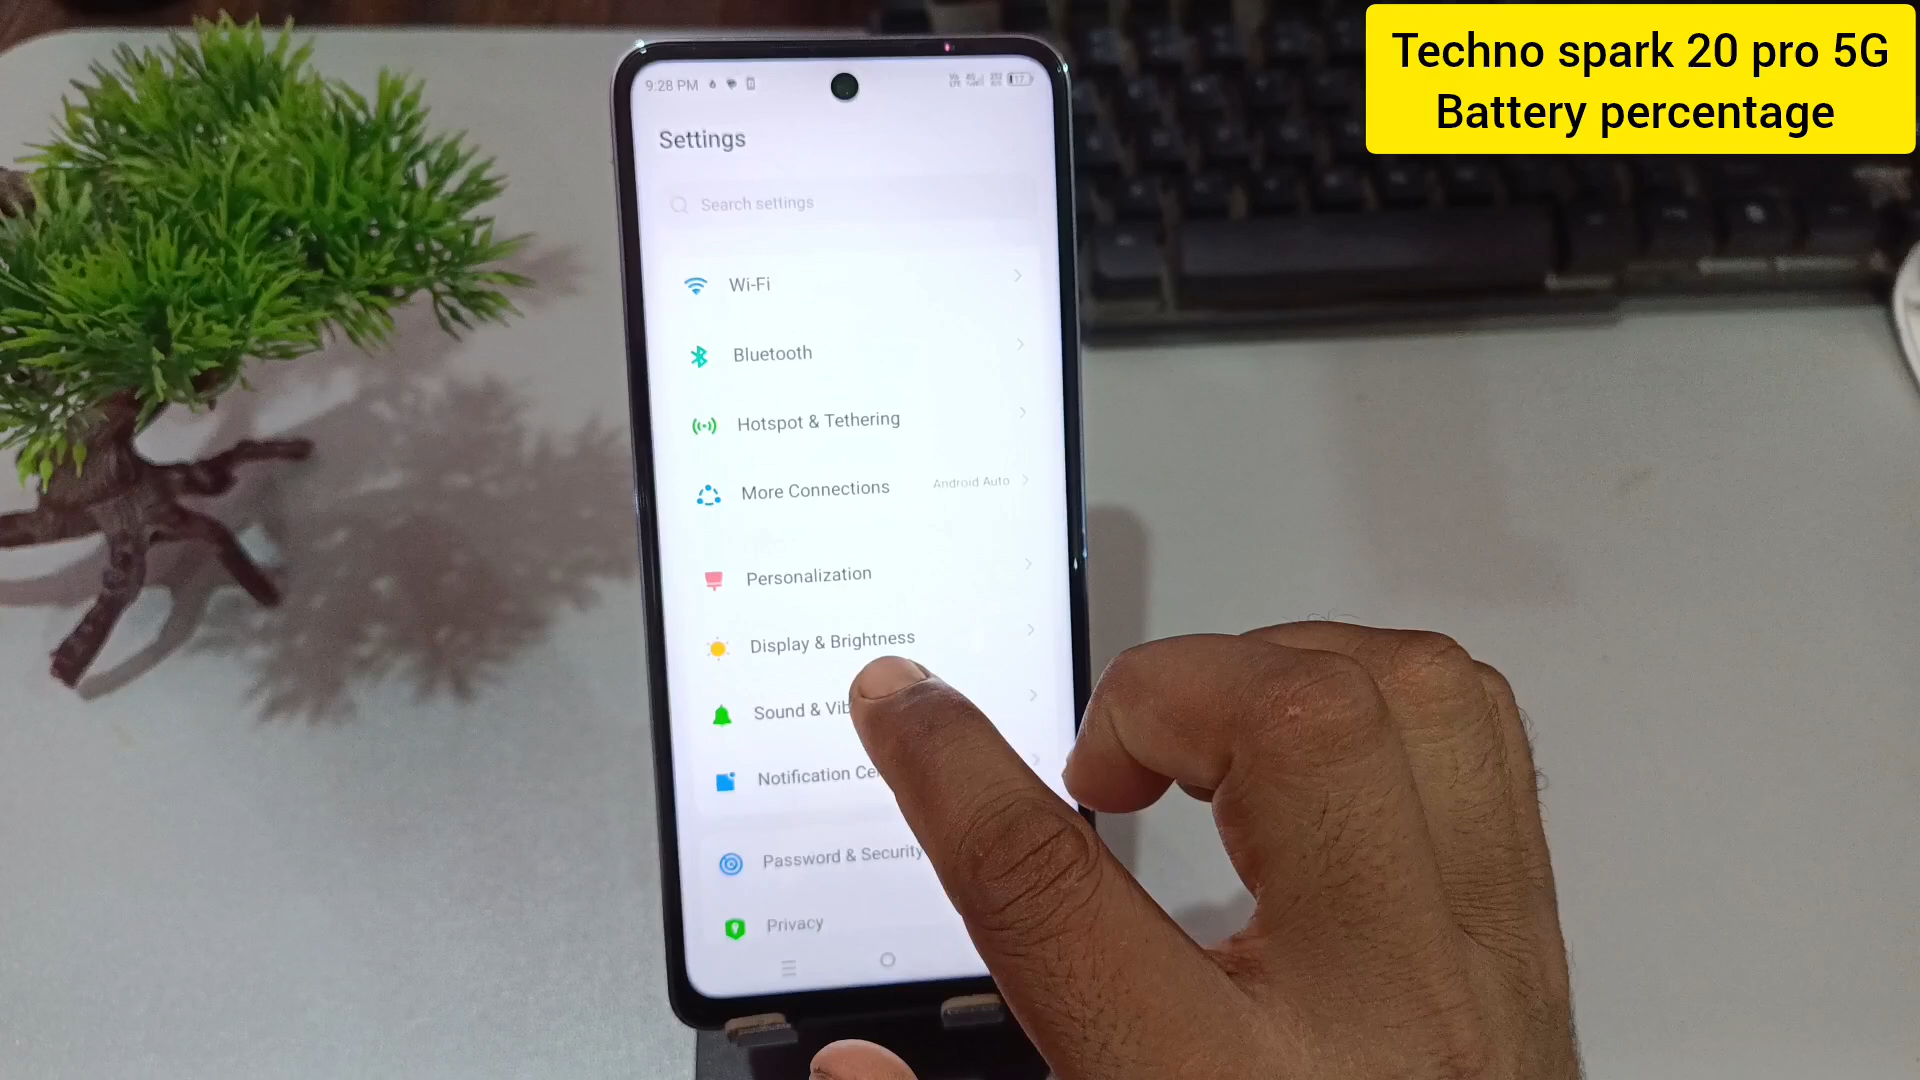 Techno spark 20 pro 5G
Battery percentage
9:28 PM
17
Settings
Search settings
Wi-Fi
Bluetooth
Hotspot & Tethering
More Connections Android Auto
Personalization
Display & Brightness
Sound & Vib
Notification Ce
Password & Security
Privacy